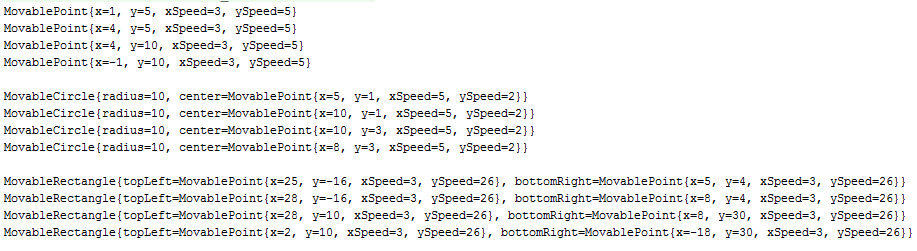 MovablePoint{x=1, y=5, xSpeed=3, ySpeed=5}
MovablePoint{x=4, y=5, xSpeed=3, ySpeed=5}
MovablePoint{x=4, y=10, xSpeed=3, ySpeed=5}
MovablePoint{x=-1, y=10, xSpeed=3, ySpeed=5}
MovableCircle{radius=10, center=MovablePoint{x=5, y=1, xSpeed=5, ySpeed=2}}
MovableCircle{radius=10, center=MovablePoint{x=10, y=1, xSpeed=5, ySpeed=2}}
MovableCircle{radius=10, center=MovablePoint{x=10, y=3, xSpeed=5, ySpeed=2}}
MovableCircle{radius=10, center=MovablePoint{x=8, y=3, xSpeed=5, ySpeed=2}}
MovableRectangle{topLeft=MovablePoint{x=25, y=-16, xSpeed=3, ySpeed=26}, bottomRight=MovablePoint{x=5, y=4, xSpeed=3, ySpeed=26}}
MovableRectangle{topLeft=MovablePoint{x=28, y=-16, xSpeed=3, ySpeed=26}, bottomRight=MovablePoint{x=8, y=4, xSpeed=3, ySpeed=26}}
MovableRectangle{topLeft=MovablePoint{x=28, y=10, xSpeed=3, ySpeed=26}, bottomRight=MovablePoint{x=8, y=30, xSpeed=3, ySpeed=26}}
MovableRectangle{topLeft=MovablePoint{x=2, y=10, xSpeed=3, ySpeed=26}, bottomRight=MovablePoint{x=-18, y=30, xSpeed=3, ySpeed=26}}